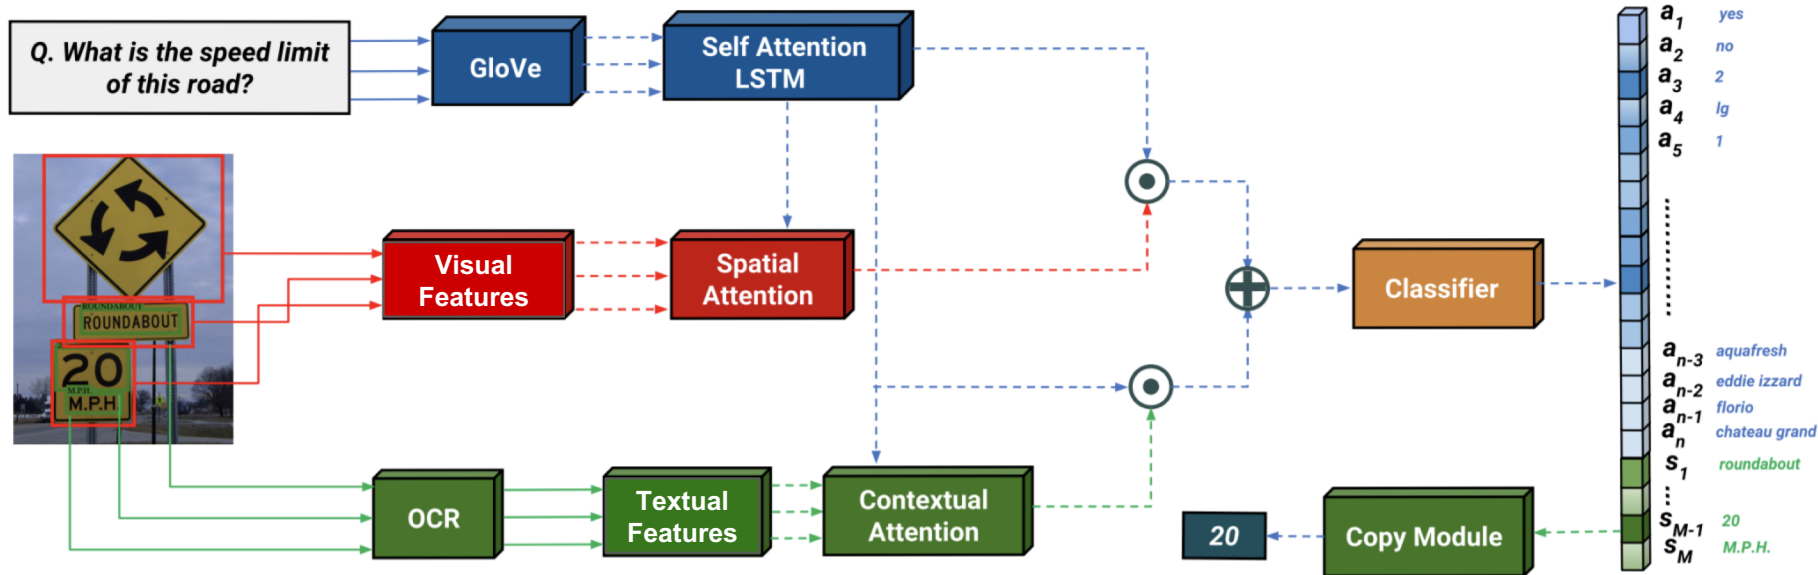 Q. What is the speed limit
of this road?
GloVe
Self Attention
LSTM
ROUNDABOUT
ROUNDABOUT
20
M.P.H.
M.P.H.
Visual
Features
Spatial
Attention
OCR
Textual
Features
Contextual
Attention
Classifier
Copy Module
20
a1 yes
a2 no
a3 2
a4 lg
a5 1
an-3 aquafresh
an-2 eddie izzard
an-1 florio
an chateau grand
s1 roundabout
sM-1 20
sM M.P.H.